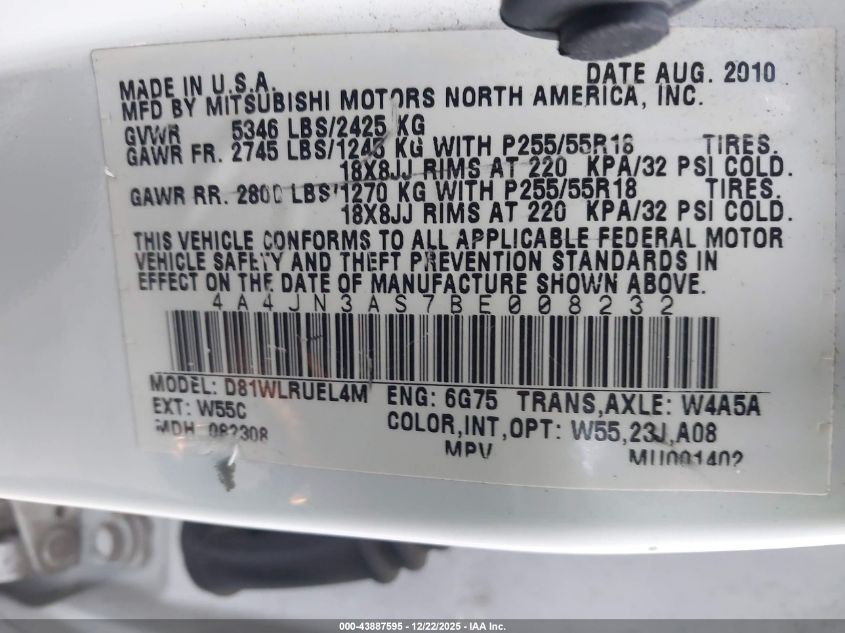 MADE IN U.S.A. DATE AUG. 2010
MFD BY MITSUBISHI MOTORS NORTH AMERICA, INC.
GVWR 5346 LBS/2425 KG
GAWR FR. 2745 LBS/1245 KG WITH P255/55R18 TIRES.
18X8JJ RIMS AT 220 KPA/32 PSI COLD.
GAWR RR. 2800 LBS/1270 KG WITH P255/55R18 TIRES.
18X8JJ RIMS AT 220 KPA/32 PSI COLD.
THIS VEHICLE CONFORMS TO ALL APPLICABLE FEDERAL MOTOR
VEHICLE SAFETY AND THEFT PREVENTION STANDARDS IN
EFFECT ON THE DATE OF MANUFACTURE SHOWN ABOVE.
4A4JN3AS7BE008232
MODEL: D81WLRUEL4M ENG: 6G75 TRANS,AXLE: W4A5A
EXT: W55C COLOR,INT,OPT: W55,23J,A08
MDH 082308 MPV MU001402
000-43887595 - 12/22/2025 - IAA Inc.